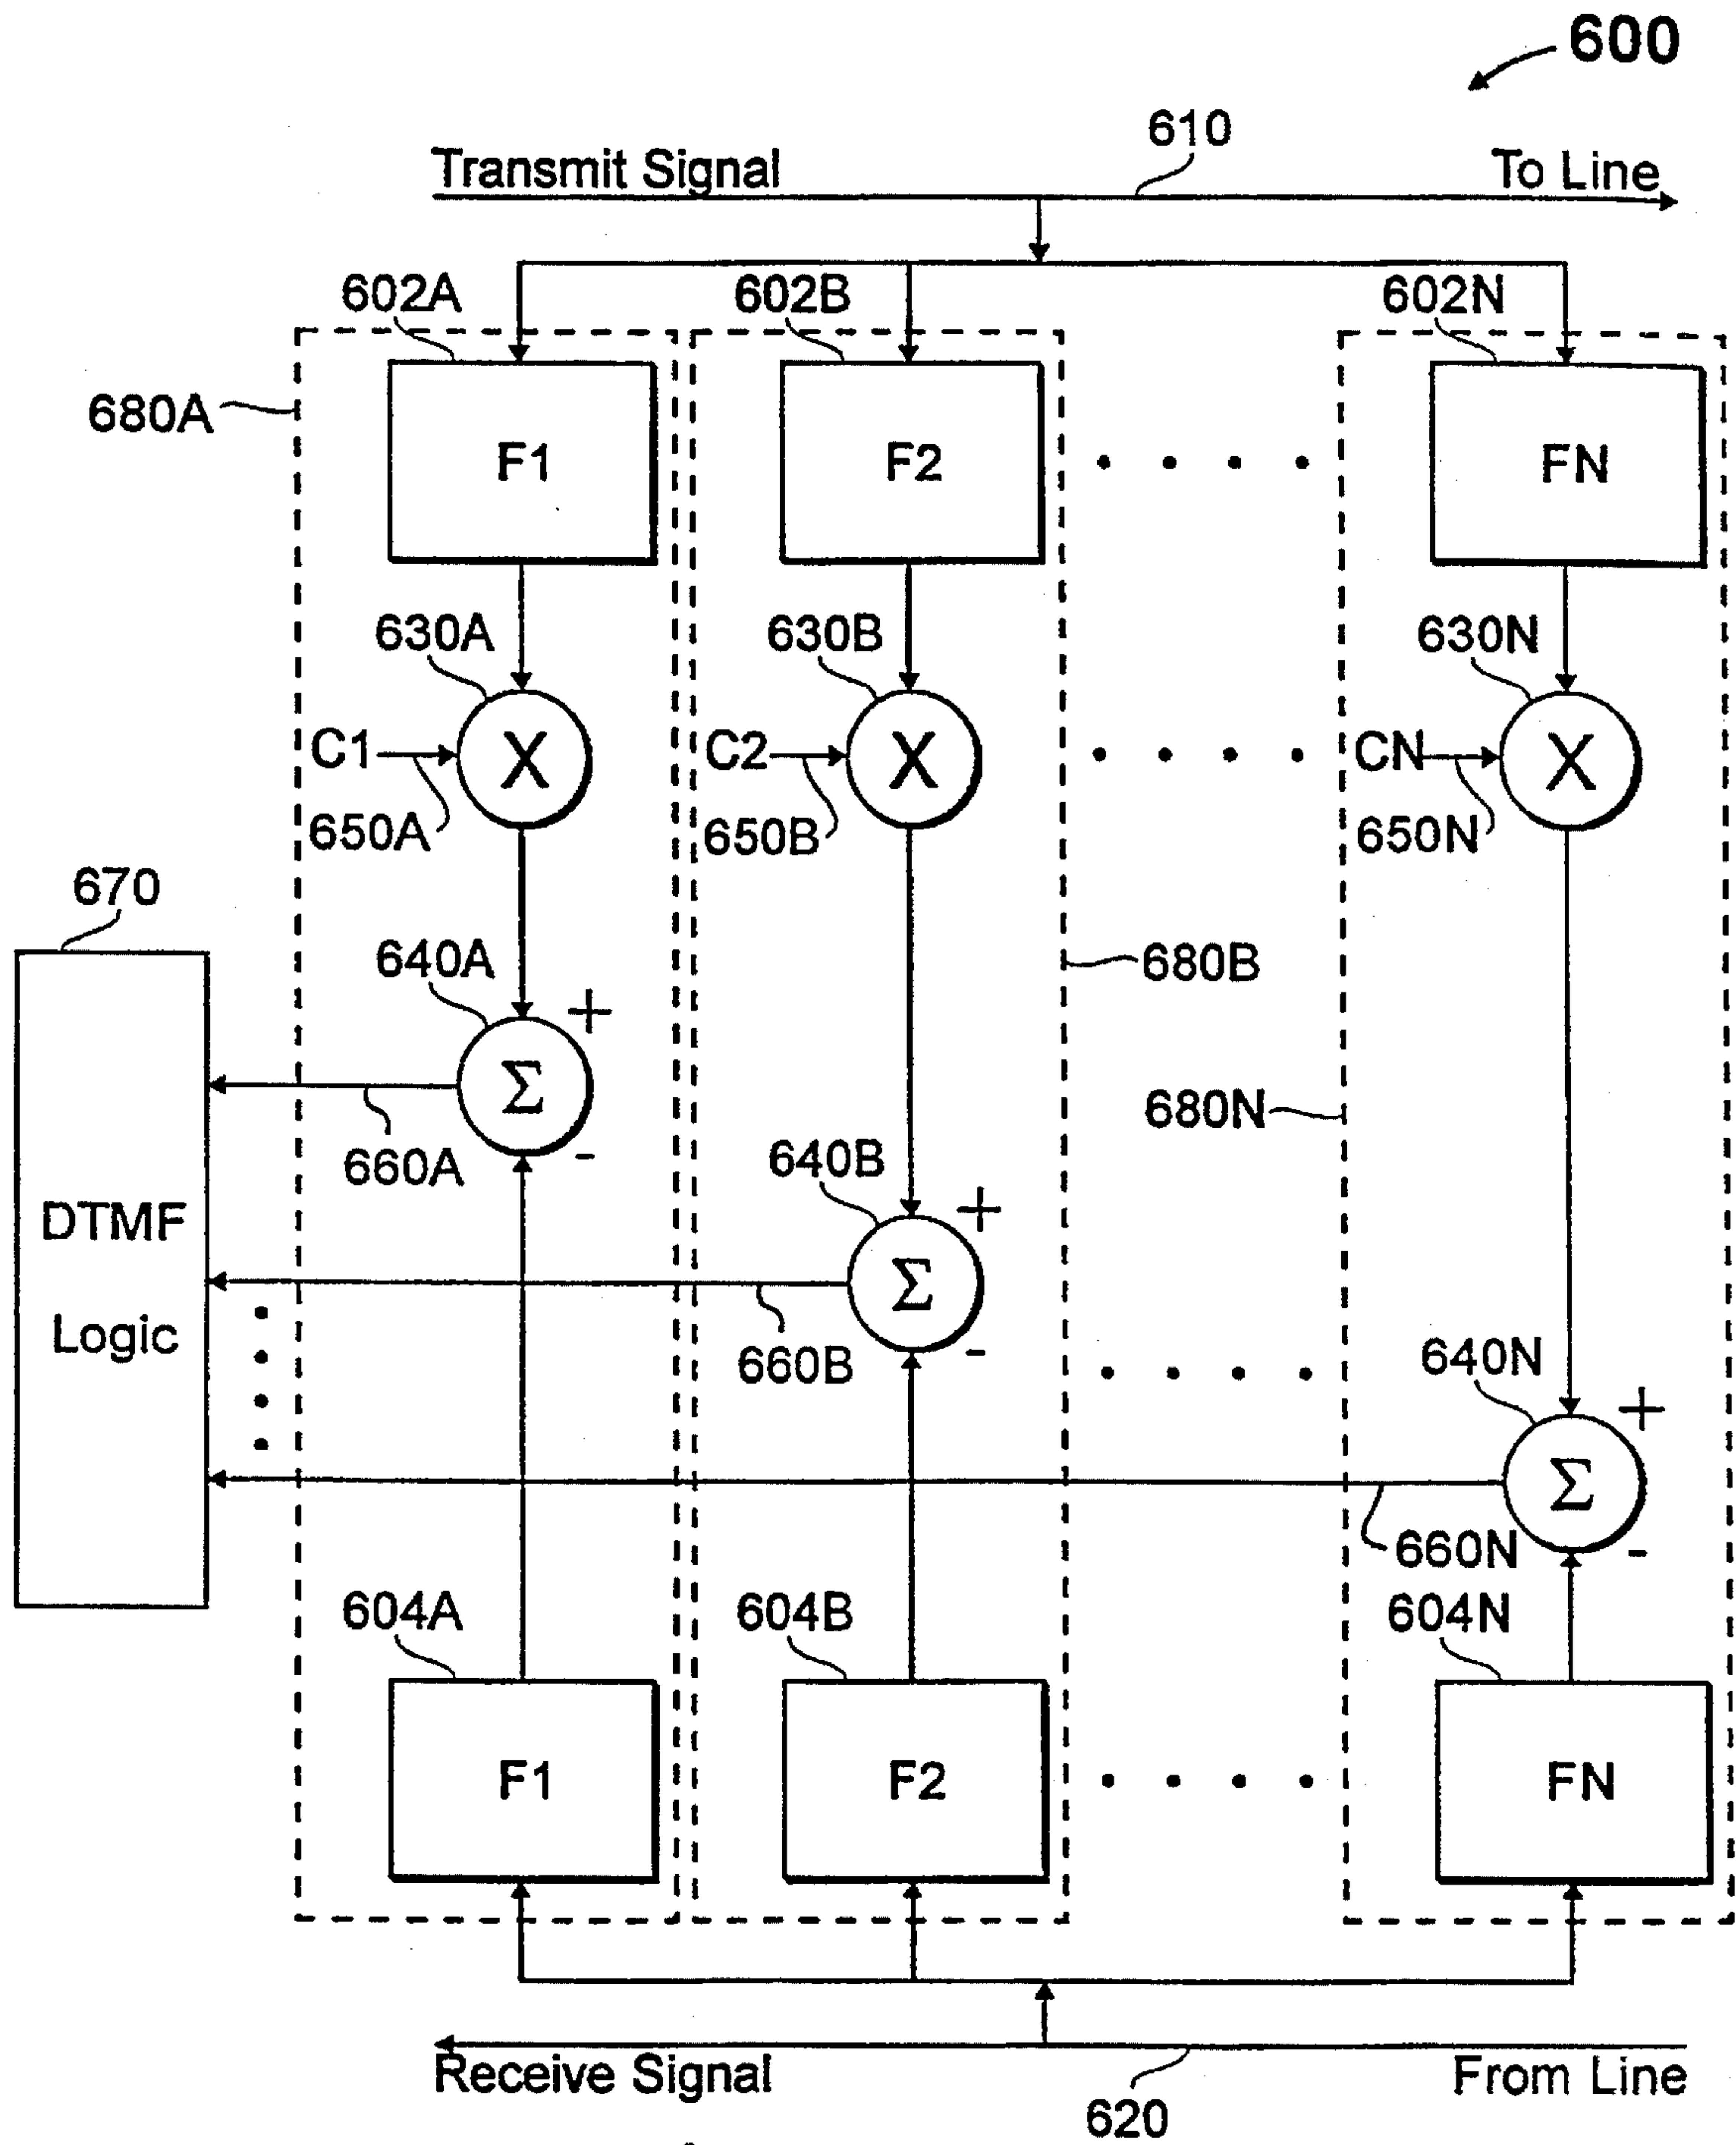 600
610
Transmit Signal To Line
602A 602B 602N
680A
F1 F2 FN
630A 630B 630N
C1 X C2 X CN X
650A 650B 650N
670
640A 680B
+
Σ
680N
660A -
640B
DTMF
+
Σ
Logic
660B -
640N
+
Σ
660N -
604A 604B 604N
F1 F2 FN
Receive Signal From Line
620